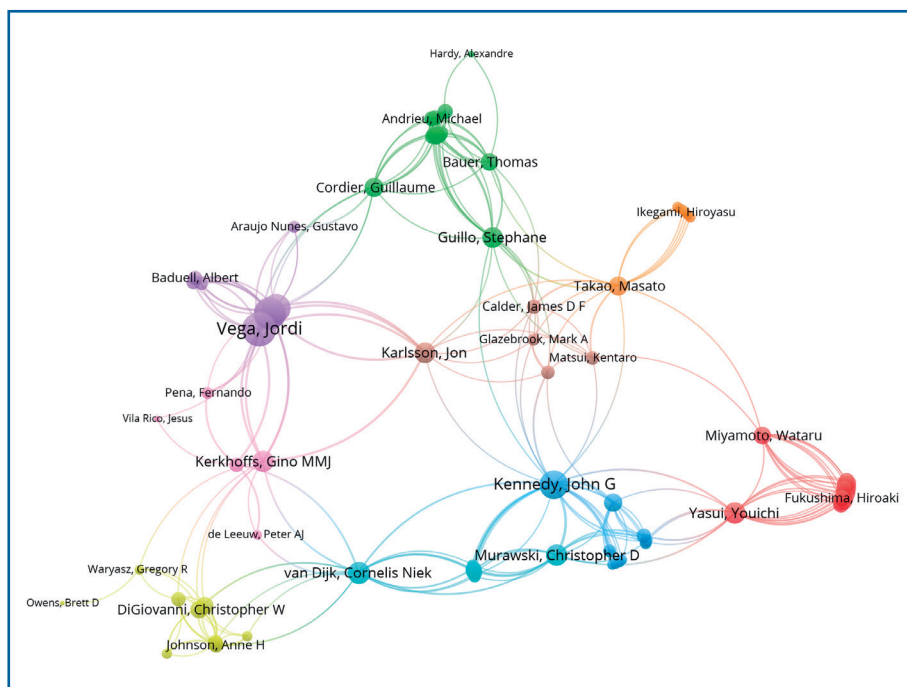 Hardy, Alexandre
Andrieu, Michael
Bauer, Thomas
Cordier, Guillaume
Ikegami, Hiroyasu
Araujo Nunes, Gustavo
Guillo, Stephane
Baduell, Albert
Takao, Masato
Calder, James D F
Vega, Jordi
Glazebrook, Mark A
Karlsson, Jon
Matsui, Kentaro
Pena, Fernando
Vila Rico, Jesus
Miyamoto, Wataru
Kerkhoffs, Gino MMJ
Kennedy, John G
Fukushima, Hiroaki
Yasui, Youichi
de Leeuw, Peter AJ
Murawski, Christopher D
Waryasz, Gregory R
van Dijk, Cornelis Niek
Owens, Brett D
DiGiovanni, Christopher W
Johnson, Anne H